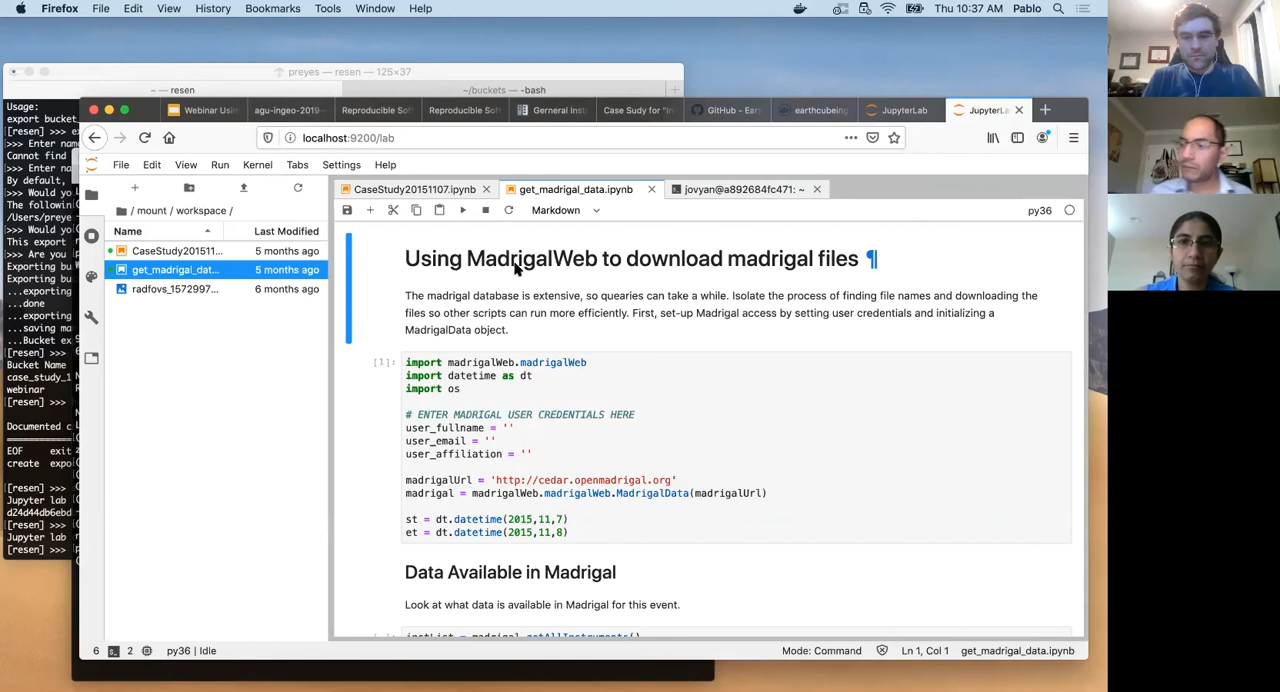 Firefox File Edit View History Bookmarks Tools Window Help Thu 10:37 AM Pablo
preyes — resen — 125×37
~ — resen ~/buckets — -bash
Usage:
export bucket
[resen] >>> ex
>>> Enter name
Cannot find
>>> Enter nam
By default,
>>> Would yo
The followin
/Users/preye
>>> Would yo
This export
>>> Are you
Exporting bu
Exporting bu
...exporting
...done
...exporting
...saving ma
...Bucket ex
[resen] >>>
Bucket Name
case_study_1
webinar
[resen] >>>
Documented c
EOF exit
create expo
[resen] >>>
Jupyter lab
d24d44db6ebd
[resen] >>>
Jupyter lab
[resen] >>>
Webinar Usin agu-ingeo-2019- Reproducible Sof Reproducible Sof General Inst Case Sudy for "In GitHub - Ear earthcubeing JupyterLab JupyterLa
localhost:9200/lab
File Edit View Run Kernel Tabs Settings Help
/ mount / workspace /
Name Last Modified
CaseStudy201511... 5 months ago
get_madrigal_dat... 5 months ago
radfovs_1572997... 6 months ago
CaseStudy20151107.ipynb get_madrigal_data.ipynb jovyan@a892684fc471: ~
Markdown py36
Using MadrigalWeb to download madrigal files ¶
The madrigal database is extensive, so quearies can take a while. Isolate the process of finding file names and downloading the
files so other scripts can run more efficiently. First, set-up Madrigal access by setting user credentials and initializing a
MadrigalData object.
[1]: import madrigalWeb.madrigalWeb
import datetime as dt
import os
# ENTER MADRIGAL USER CREDENTIALS HERE
user_fullname = ''
user_email = ''
user_affiliation = ''
madrigalUrl = 'http://cedar.openmadrigal.org'
madrigal = madrigalWeb.madrigalWeb.MadrigalData(madrigalUrl)
st = dt.datetime(2015,11,7)
et = dt.datetime(2015,11,8)
Data Available in Madrigal
Look at what data is available in Madrigal for this event.
instList = madrigal.getAllInstruments()
6 2 py36 | Idle Mode: Command Ln 1, Col 1 get_madrigal_data.ipynb